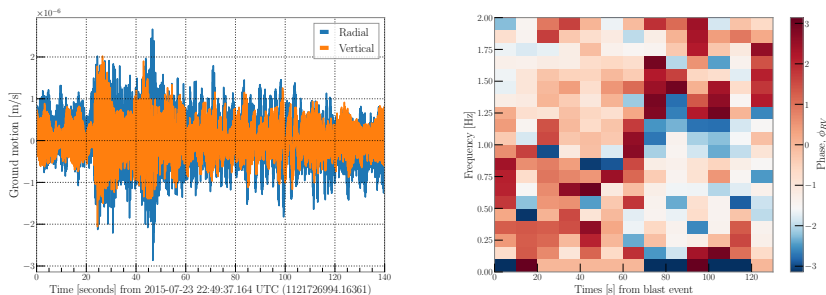 ×10⁻⁶
Radial
Vertical
2
1
0
−1
−2
−3
Ground motion [m/s]
0 20 40 60 80 100 120 140
Time [seconds] from 2015-07-23 22:49:37.164 UTC (1121726994.16361)
2.00
1.75
1.50
1.25
1.00
0.75
0.50
0.25
0.00
Frequency [Hz]
0 20 40 60 80 100 120
Times [s] from blast event
3
2
1
0
−1
−2
−3
Phase, ϕRV